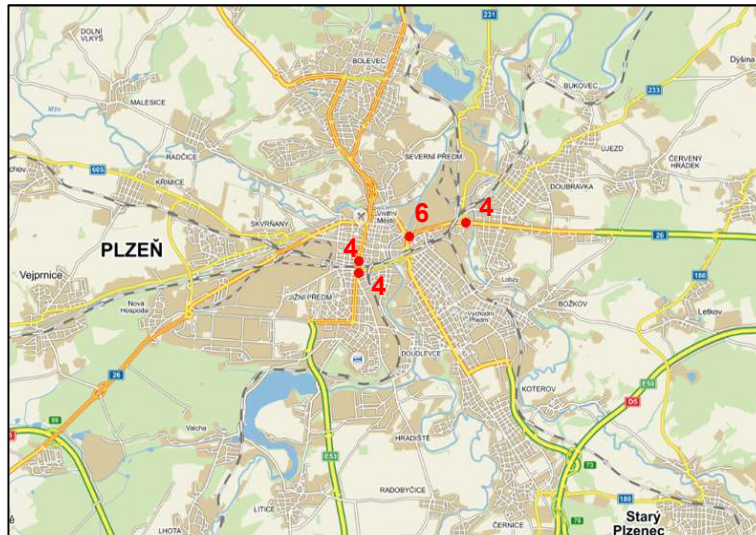 DOLNÍ
VLKÝŠ
BOLEVEC
231
Dýšina
BUKOVEC
MALESICE
233
Mže
SEVERNÍ PŘEDM.
ÚJEZD
RADČICE
ČERVENÝ
HRÁDEK
605
KŘIMICE
DOUBRAVKA
Vnitřní
Město
4
SKVRŇANY
6
26
PLZEŇ
4
Vejprnice
4
180
Lobzy
JIŽNÍ PŘEDM.
Nová
Hospoda
BOŽKOV
Letkov
Východní
Předm.
DOUDLEVCE
26
E50
KOTEROV
D5
Valcha
HRADIŠTĚ
E53
73
RADOBYČICE
LITICE
180
ČERNICE
Starý
Plzenec
LHOTA
76